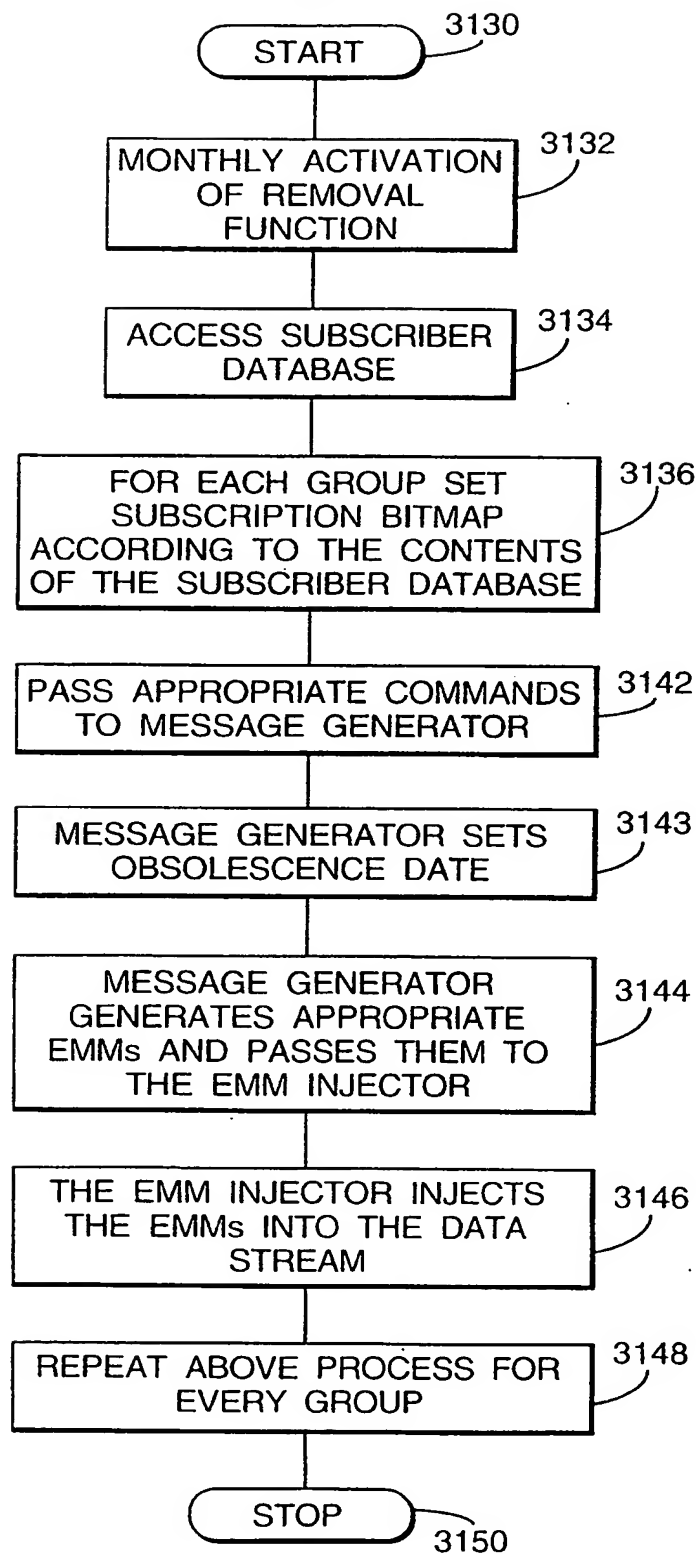 START
3130
MONTHLY ACTIVATION
OF REMOVAL
FUNCTION
3132
ACCESS SUBSCRIBER
DATABASE
3134
FOR EACH GROUP SET
SUBSCRIPTION BITMAP
ACCORDING TO THE CONTENTS
OF THE SUBSCRIBER DATABASE
3136
PASS APPROPRIATE COMMANDS
TO MESSAGE GENERATOR
3142
MESSAGE GENERATOR SETS
OBSOLESCENCE DATE
3143
MESSAGE GENERATOR
GENERATES APPROPRIATE
EMMs AND PASSES THEM TO
THE EMM INJECTOR
3144
THE EMM INJECTOR INJECTS
THE EMMs INTO THE DATA
STREAM
3146
REPEAT ABOVE PROCESS FOR
EVERY GROUP
3148
STOP
3150